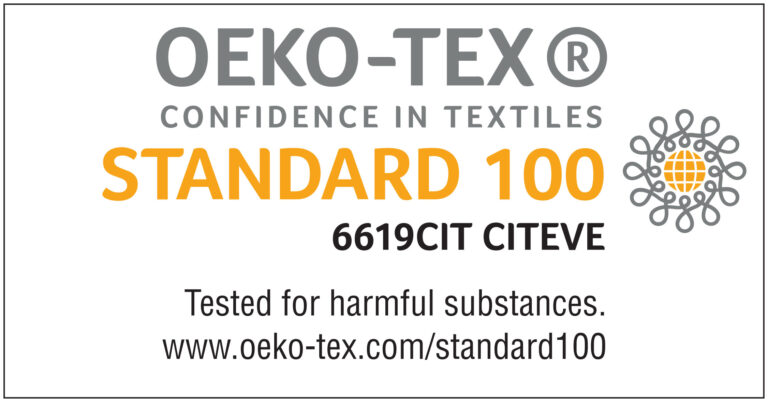 OEKO-TEX®
CONFIDENCE IN TEXTILES
STANDARD 100
6619CIT CITEVE
Tested for harmful substances.
www.oeko-tex.com/standard100